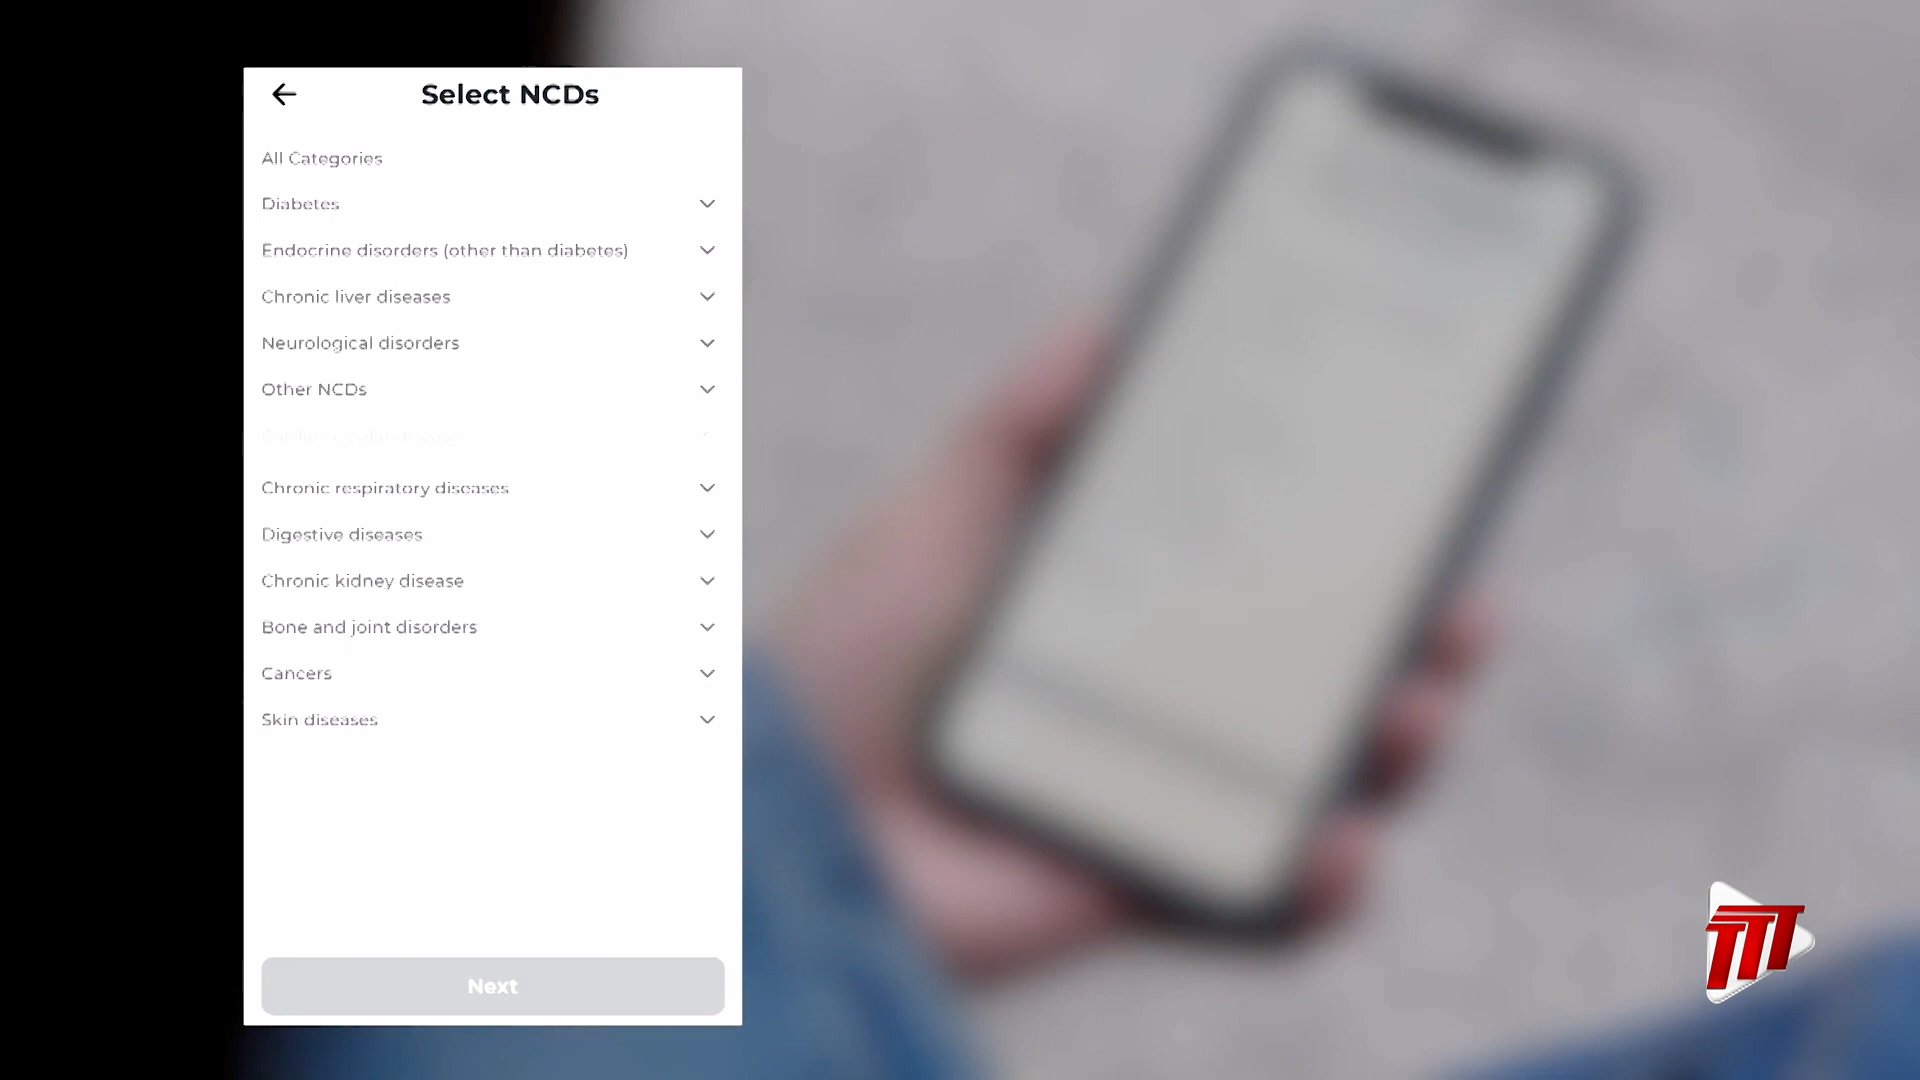 Select NCDs
All Categories
Diabetes
Endocrine disorders (other than diabetes)
Chronic liver diseases
Neurological disorders
Other NCDs
Chronic respiratory diseases
Digestive diseases
Chronic kidney disease
Bone and joint disorders
Cancers
Skin diseases
Next
TTT